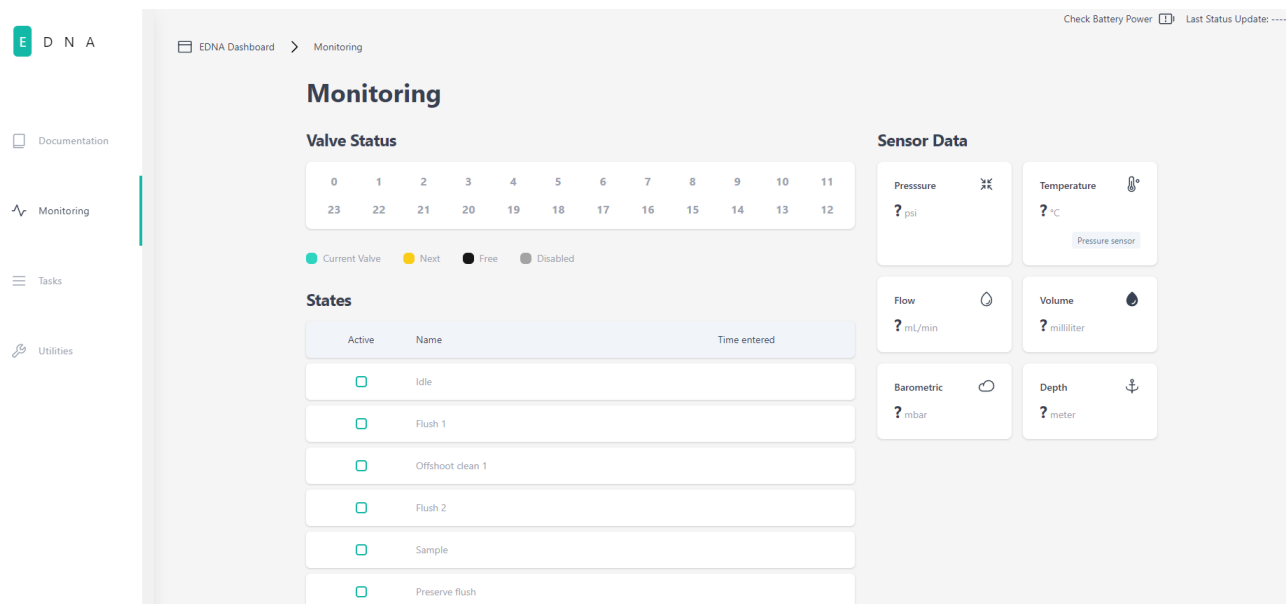 Check Battery Power Last Status Update: ----
E D N A
EDNA Dashboard Monitoring
Monitoring
Documentation
Monitoring
Tasks
Utilities
Valve Status
0 1 2 3 4 5 6 7 8 9 10 11
23 22 21 20 19 18 17 16 15 14 13 12
Current Valve Next Free Disabled
States
Active Name Time entered
Idle
Flush 1
Offshoot clean 1
Flush 2
Sample
Preserve flush
Sensor Data
Presssure
? psi
Temperature
? °C
Pressure sensor
Flow
? mL/min
Volume
? milliliter
Barometric
? mbar
Depth
? meter